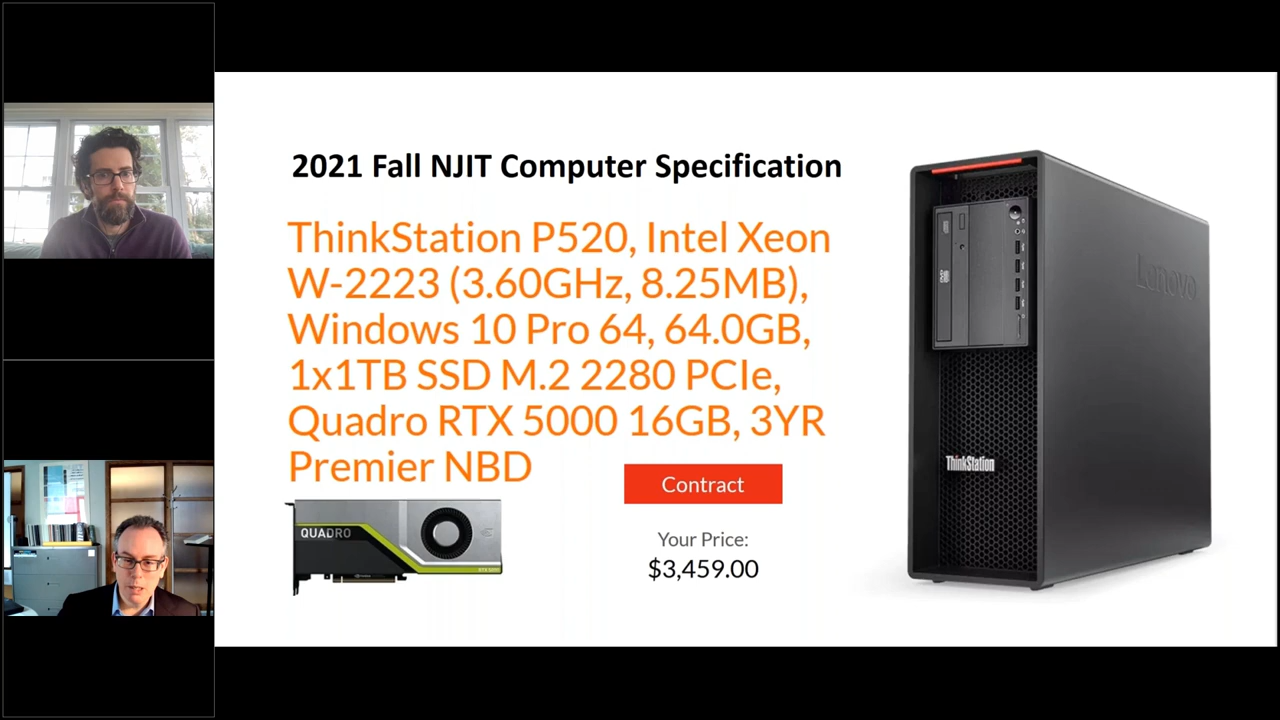 2021 Fall NJIT Computer Specification
ThinkStation P520, Intel Xeon
W-2223 (3.60GHz, 8.25MB),
Windows 10 Pro 64, 64.0GB,
1x1TB SSD M.2 2280 PCIe,
Quadro RTX 5000 16GB, 3YR
Premier NBD
Contract
Your Price:
$3,459.00
QUADRO
Lenovo
ThinkStation